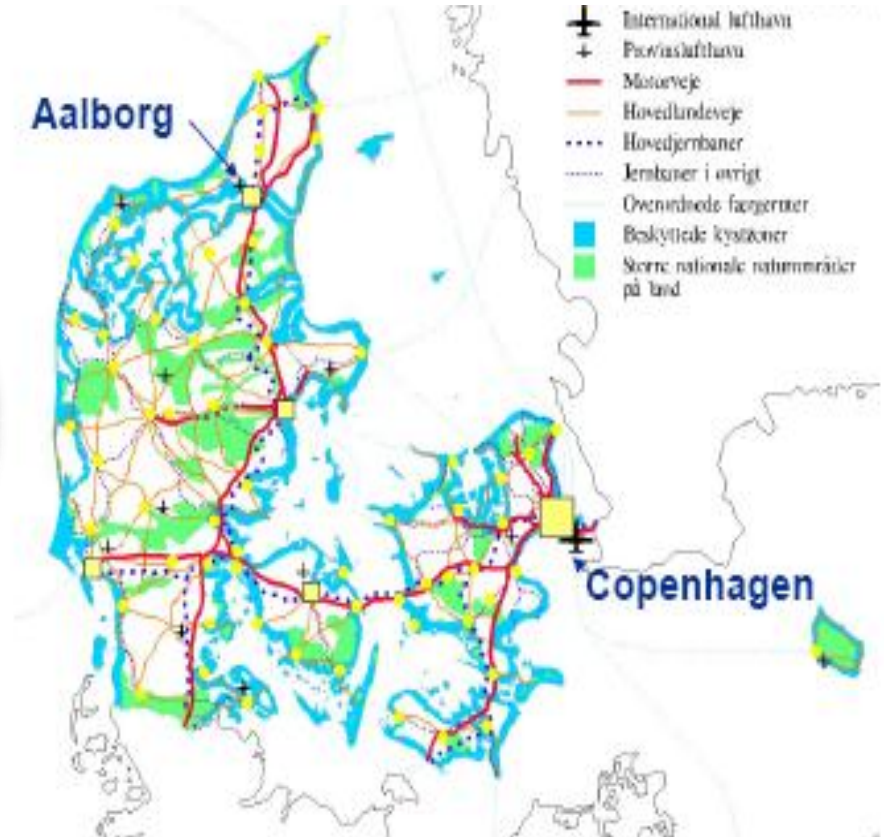 International lufthavn
Provinslufthavn
Aalborg
Motorveje
Hovedlandeveje
Hovedjernbaner
Jernbaner i øvrigt
Overordnede færgeruter
Beskyttede kystzoner
Større nationale naturområder
på land
Copenhagen